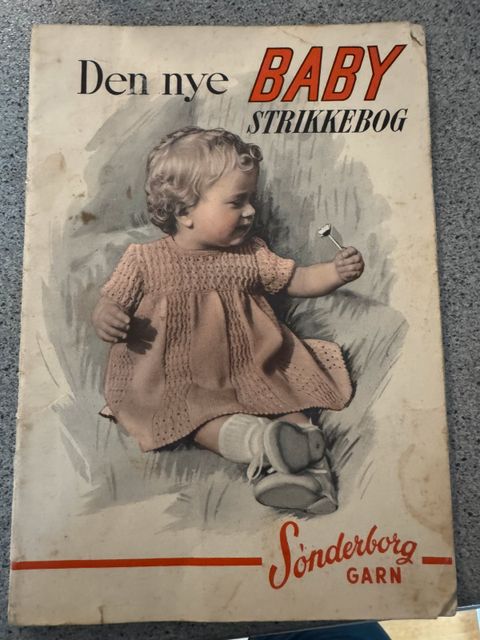 Den nye BABY
STRIKKEBOG
Sønderborg
GARN